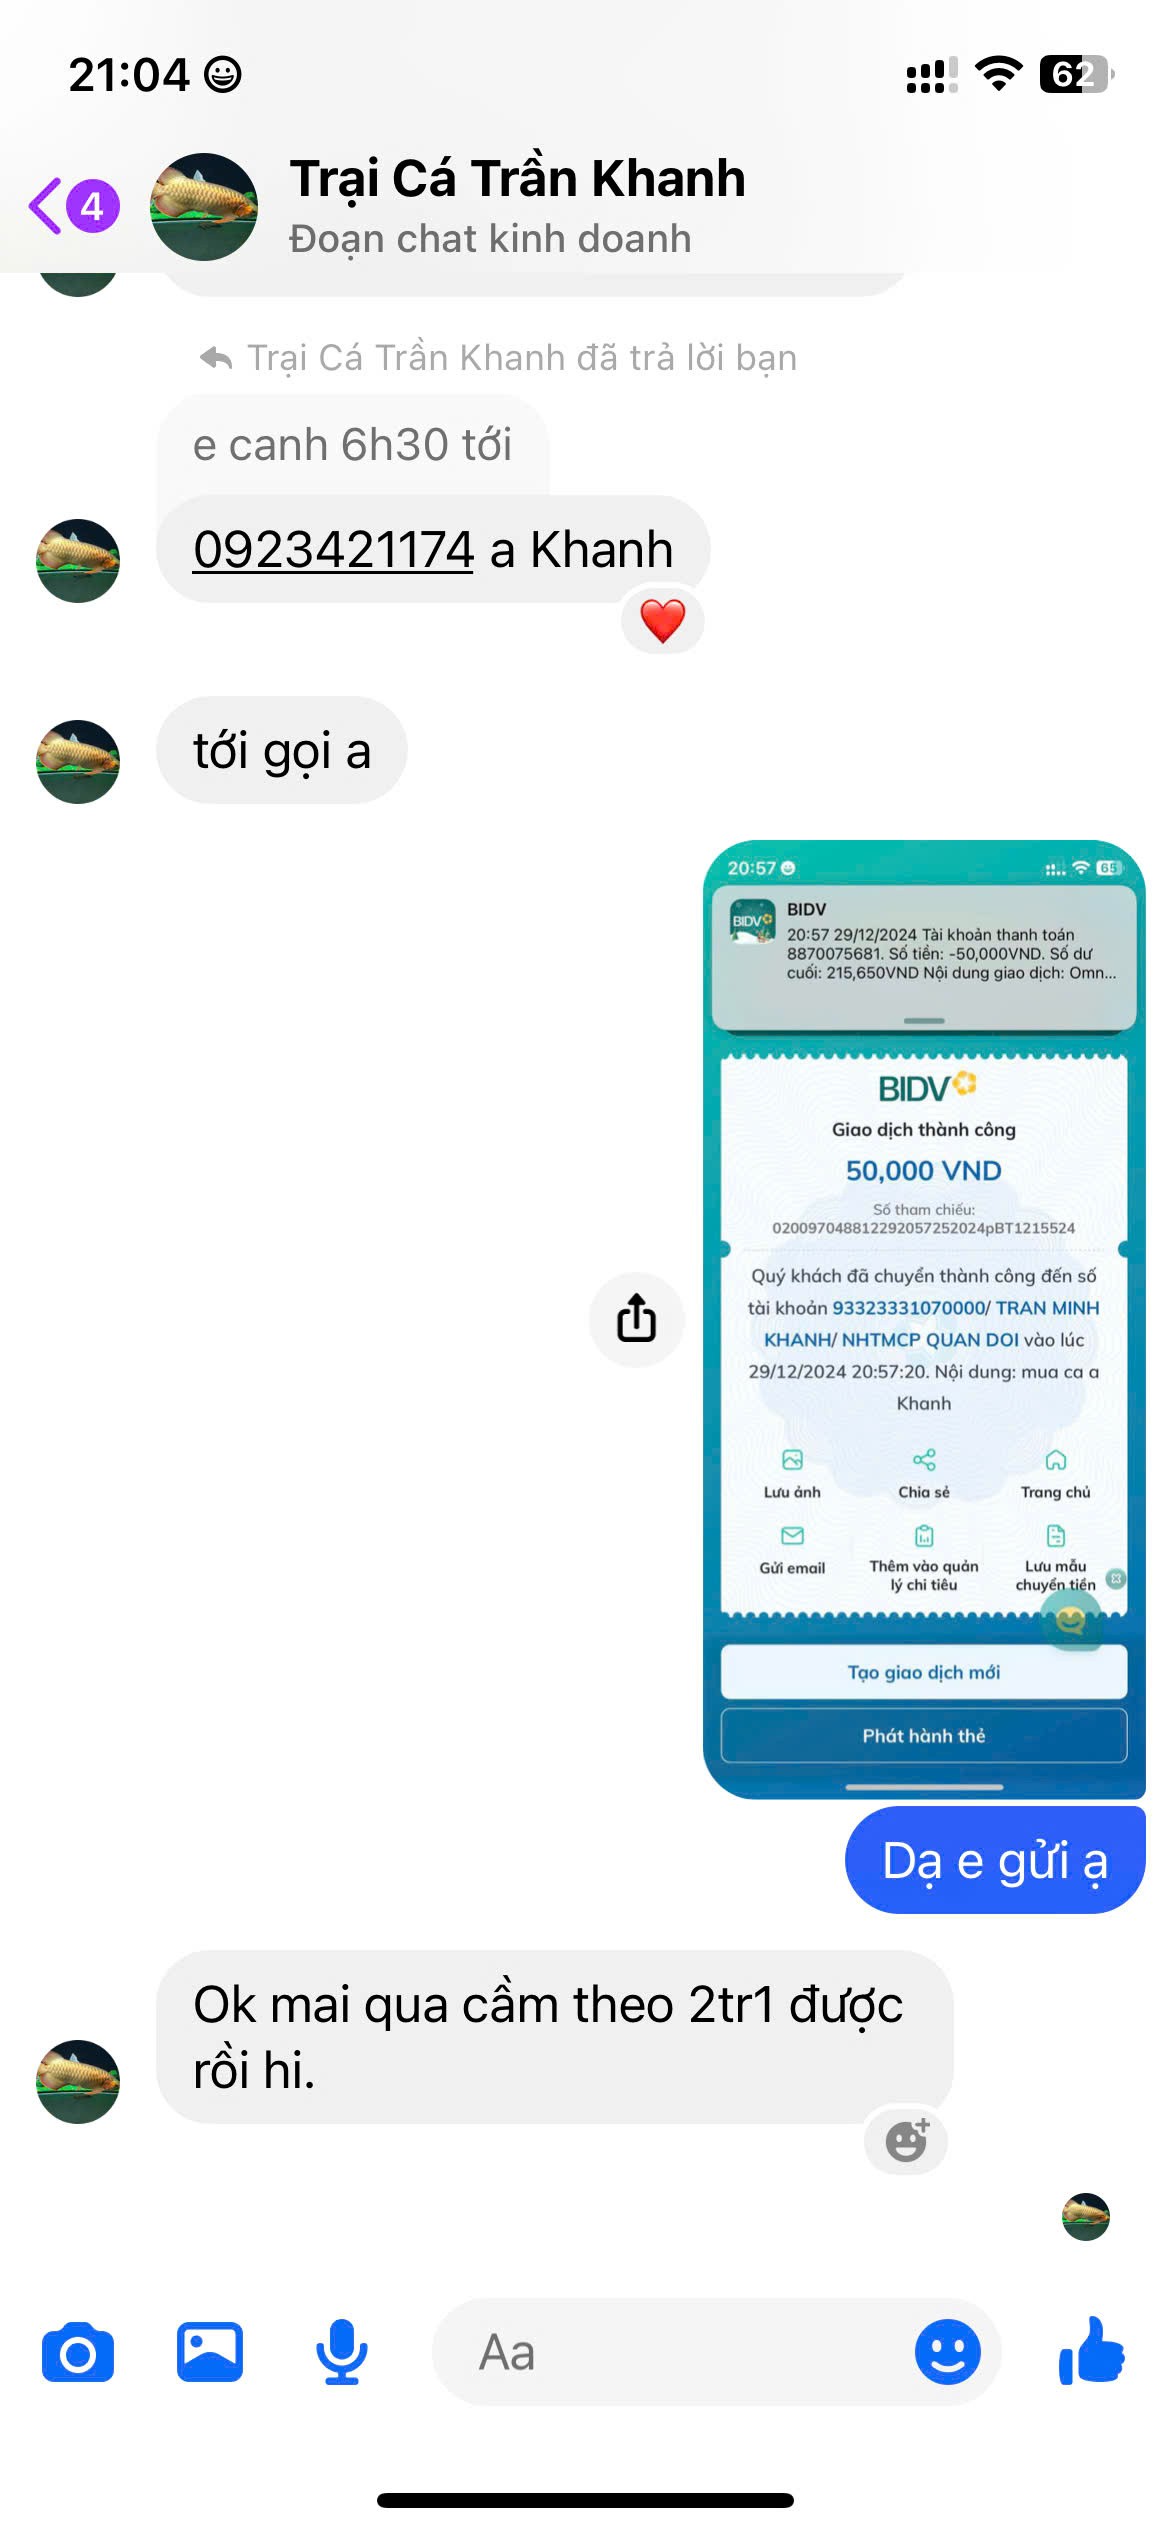 21:04
62
4
Trại Cá Trần Khanh
Đoạn chat kinh doanh
Trại Cá Trần Khanh đã trả lời bạn
e canh 6h30 tới
0923421174 a Khanh
tới gọi a
20:57
65
BIDV
BIDV
20:57 29/12/2024 Tài khoản thanh toán
8870075681. Số tiền: -50,000VND. Số dư
cuối: 215,650VND Nội dung giao dịch: Omn...
BIDV
Giao dịch thành công
50,000 VND
Số tham chiếu:
020097048812292057252024pBT1215524
Quý khách đã chuyển thành công đến số
tài khoản 93323331070000/ TRAN MINH
KHANH/ NHTMCP QUAN DOI vào lúc
29/12/2024 20:57:20. Nội dung: mua ca a
Khanh
Lưu ảnh
Chia sẻ
Trang chủ
Gửi email
Thêm vào quản
lý chi tiêu
Lưu mẫu
chuyển tiền
Tạo giao dịch mới
Phát hành thẻ
Dạ e gửi ạ
Ok mai qua cầm theo 2tr1 được
rồi hi.
Aa